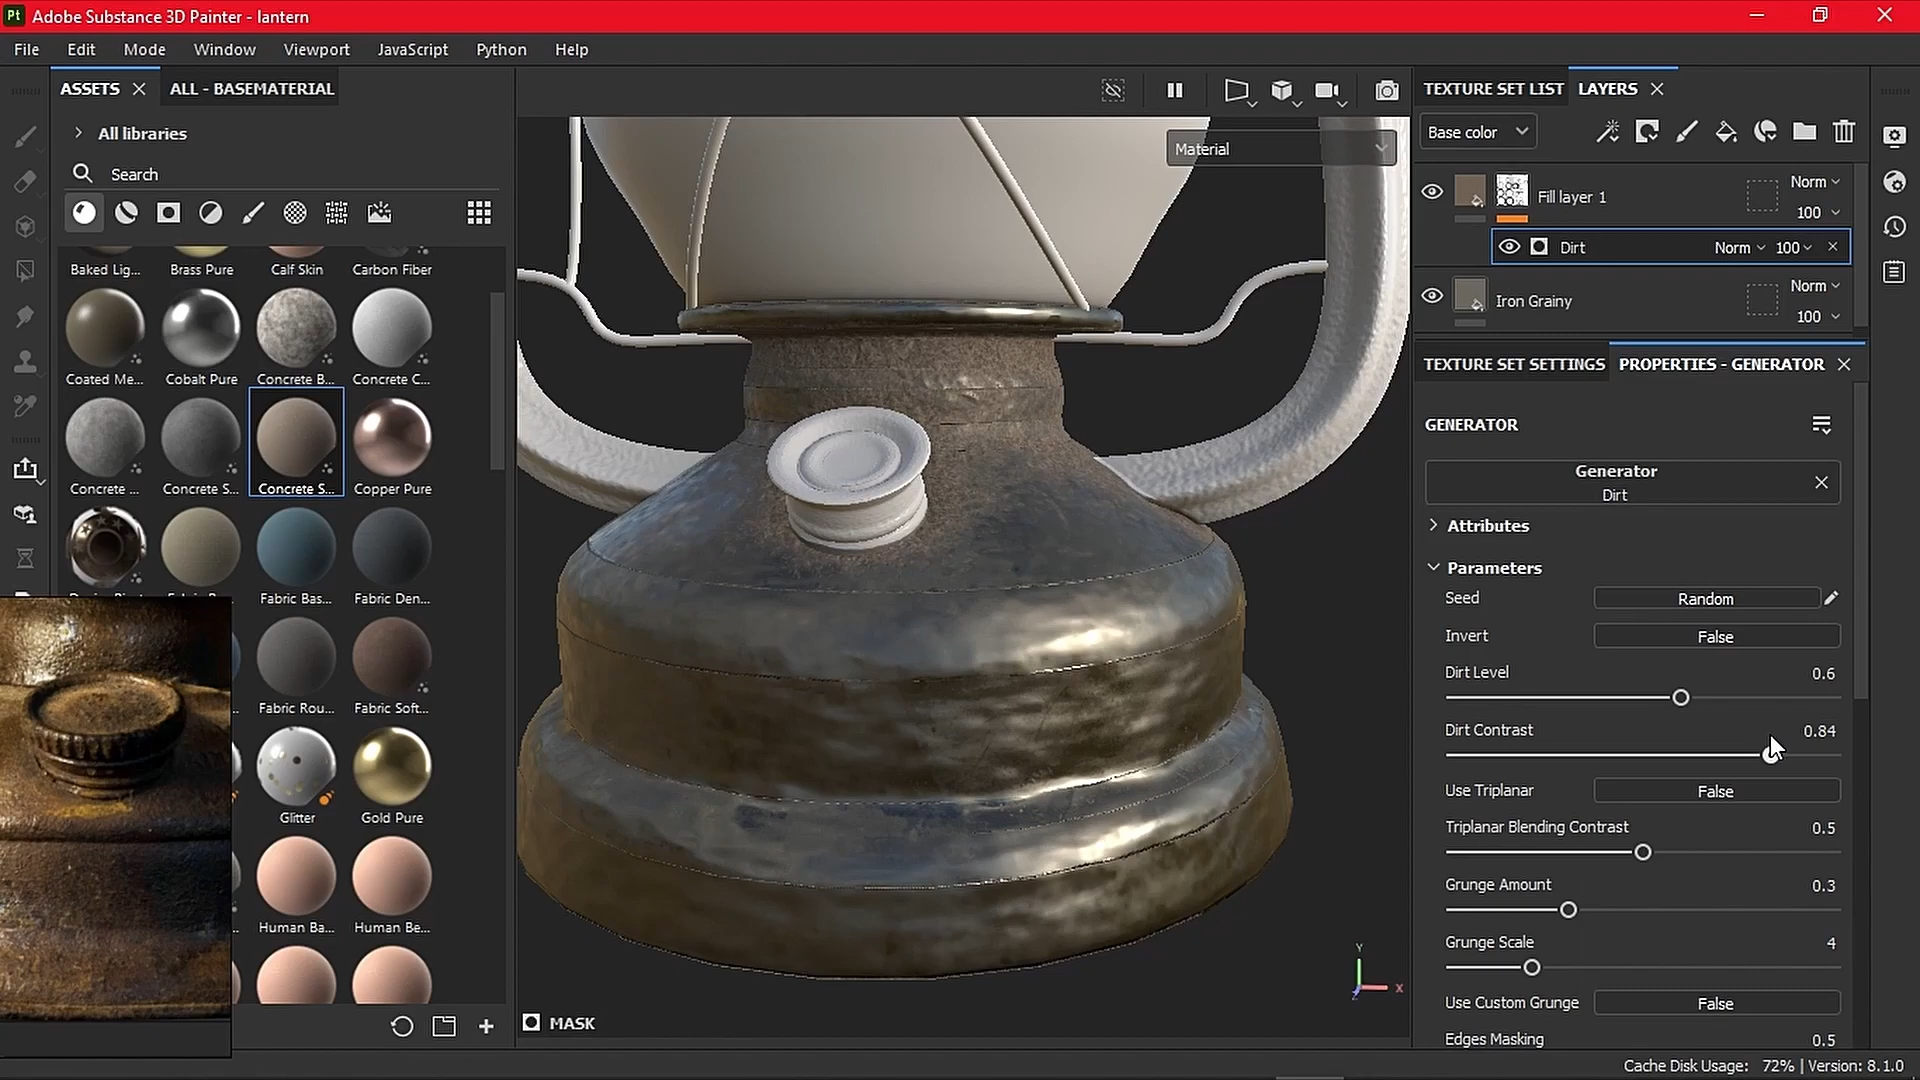 Pt Adobe Substance 3D Painter - lantern
File Edit Mode Window Viewport JavaScript Python Help
ASSETS ALL - BASEMATERIAL
All libraries
Search
Baked Lig... Brass Pure Calf Skin Carbon Fiber
Coated Me... Cobalt Pure Concrete B... Concrete C...
Concrete ... Concrete S... Concrete S... Copper Pure
Fabric Bas... Fabric Den...
Fabric Rou... Fabric Soft...
Glitter Gold Pure
Human Ba... Human Be...
Material
MASK
Y
X
Z
TEXTURE SET LIST LAYERS
Base color
Fill layer 1 Norm 100
Dirt Norm 100
Iron Grainy Norm 100
TEXTURE SET SETTINGS PROPERTIES - GENERATOR
GENERATOR
Generator
Dirt
Attributes
Parameters
Seed Random
Invert False
Dirt Level 0.6
Dirt Contrast 0.84
Use Triplanar False
Triplanar Blending Contrast 0.5
Grunge Amount 0.3
Grunge Scale 4
Use Custom Grunge False
Edges Masking 0.5
Cache Disk Usage: 72% | Version: 8.1.0